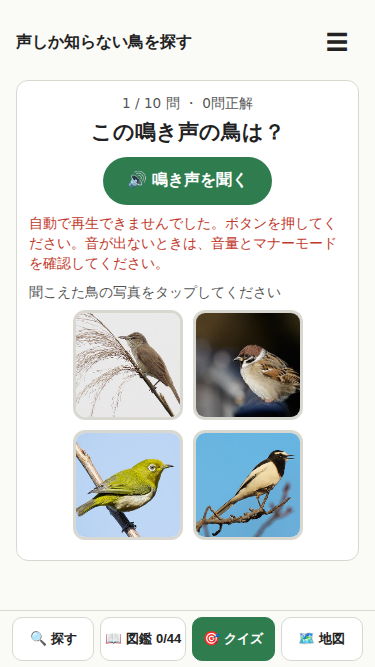 声しか知らない鳥を探す
☰
1 / 10 問 ・ 0問正解
この鳴き声の鳥は？
🔊 鳴き声を聞く
自動で再生できませんでした。ボタンを押してく
ださい。音が出ないときは、音量とマナーモード
を確認してください。
聞こえた鳥の写真をタップしてください
🔍 探す
📖 図鑑 0/44
🎯 クイズ
🗺️ 地図